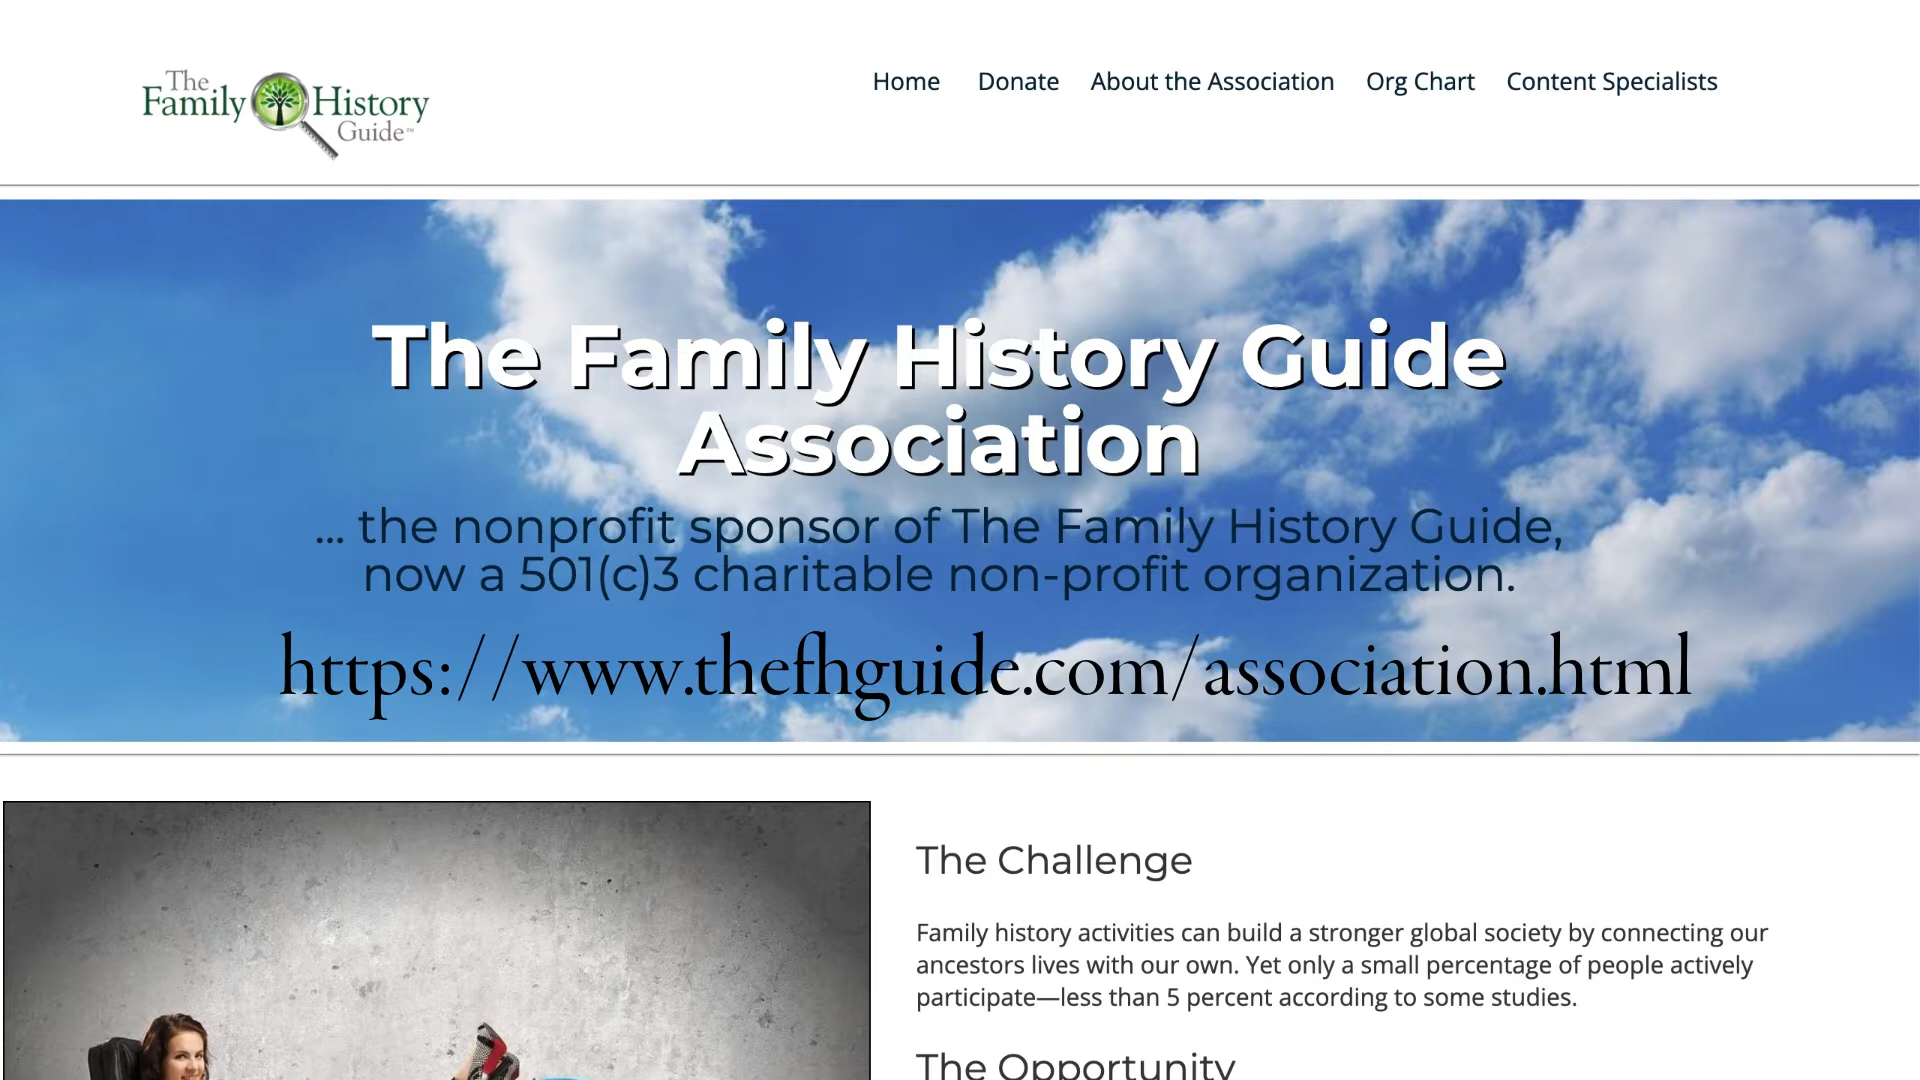 The
Family History
Guide™
Home Donate About the Association Org Chart Content Specialists
The Family History Guide
Association
... the nonprofit sponsor of The Family History Guide,
now a 501(c)3 charitable non-profit organization.
https://www.thefhguide.com/association.html
The Challenge
Family history activities can build a stronger global society by connecting our
ancestors lives with our own. Yet only a small percentage of people actively
participate—less than 5 percent according to some studies.
The Opportunity